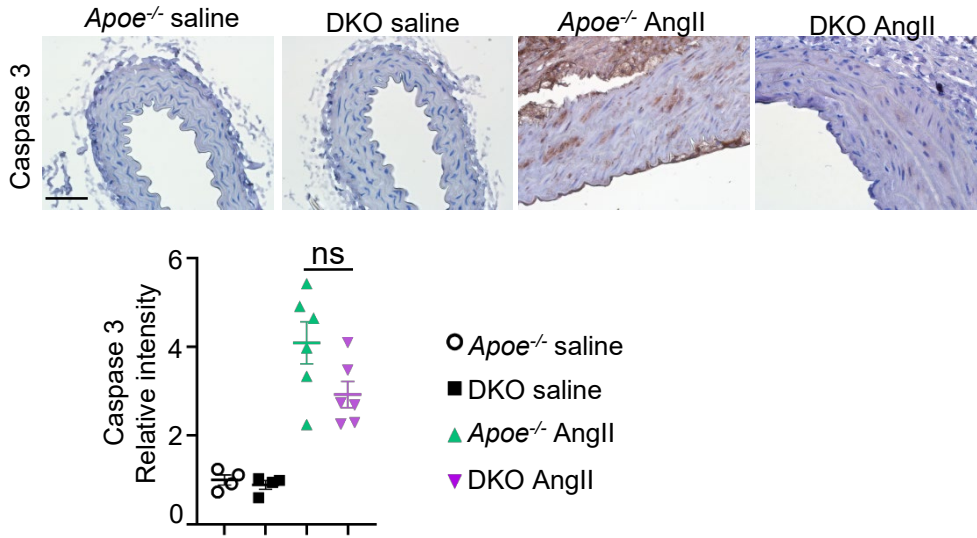 Apoe-/- saline
DKO saline
Apoe-/- AngII
DKO AngII
Caspase 3
ns
6
4
2
0
Caspase 3
Relative intensity
Apoe-/- saline
DKO saline
Apoe-/- AngII
DKO AngII